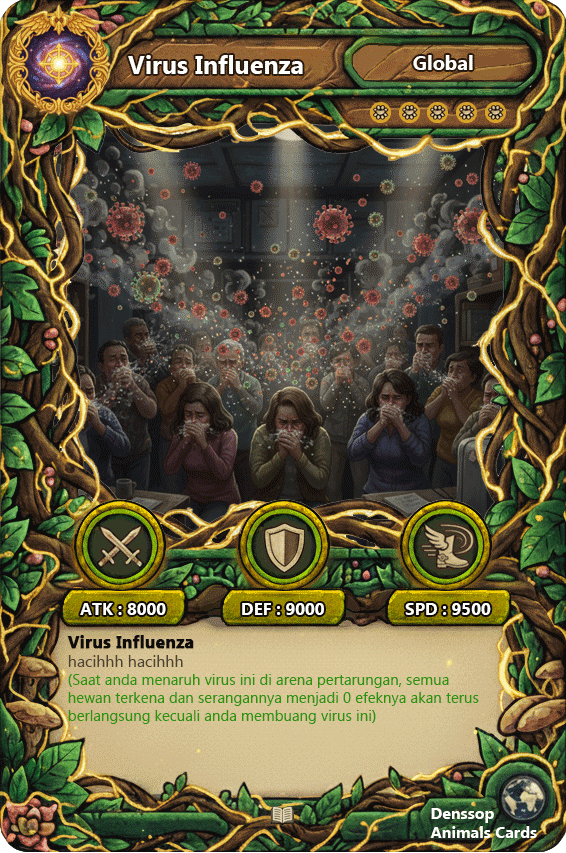 Virus Influenza
Global
ATK : 8000
DEF : 9000
SPD : 9500
Virus Influenza
hacihhh hacihhh
(Saat anda menaruh virus ini di arena pertarungan, semua
hewan terkena dan serangannya menjadi 0 efeknya akan terus
berlangsung kecuali anda membuang virus ini)
Denssop
Animals Cards